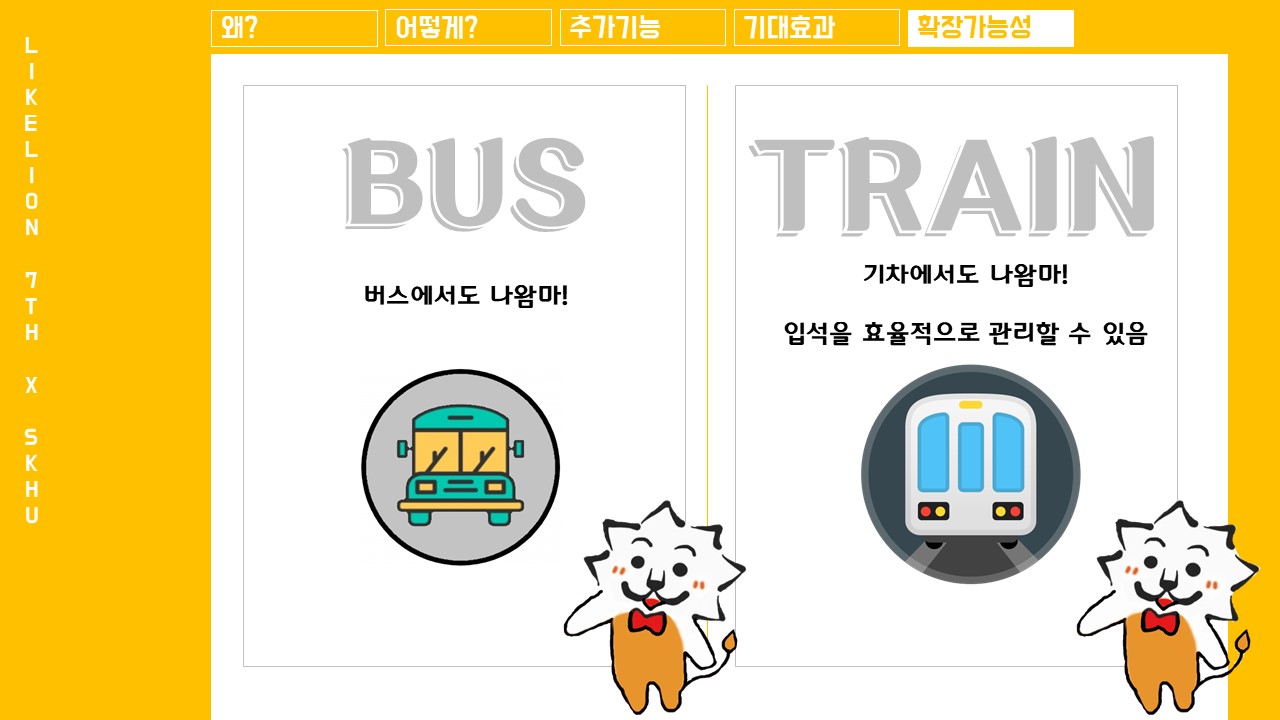 왜?
어떻게?
추가기능
기대효과
확장가능성
LIKELION 7TH X SKHU
BUS
버스에서도 나왐마!
TRAIN
기차에서도 나왐마!
입석을 효율적으로 관리할 수 있음